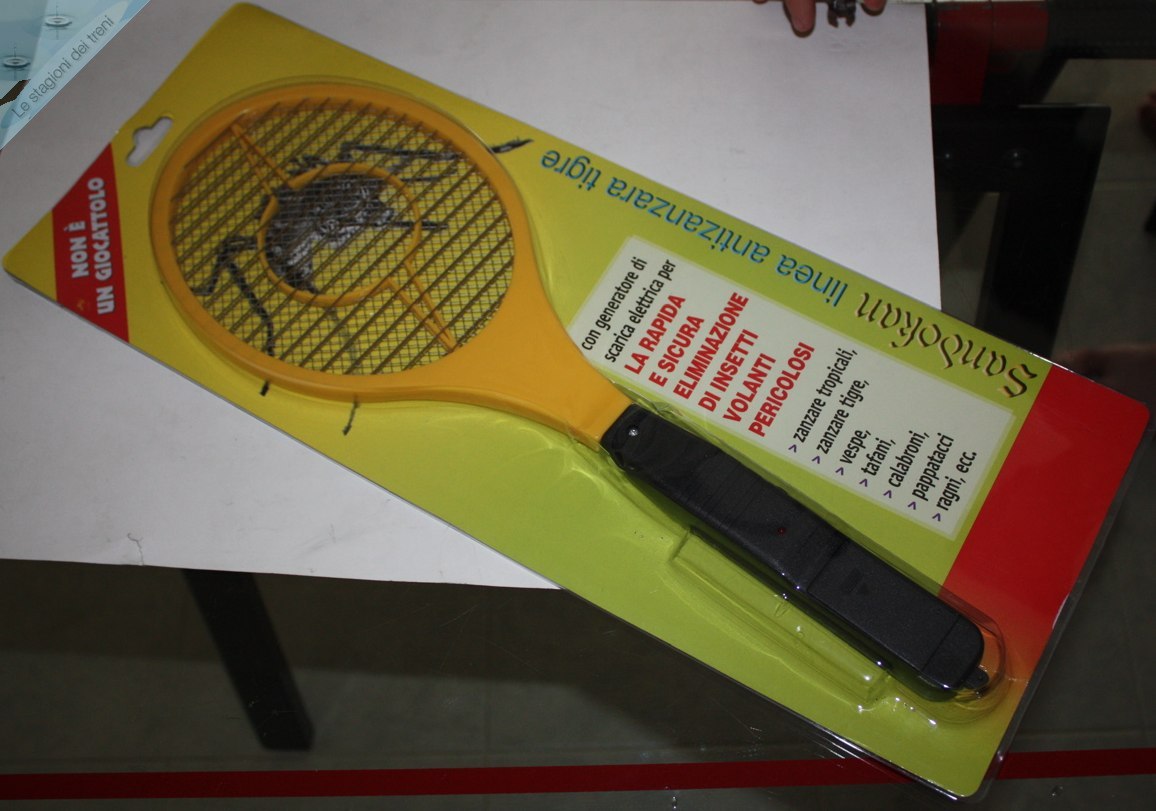 Le stagioni dei treni
NON È
UN GIOCATTOLO
Sandokan linea antizanzara tigre
con generatore di
scarica elettrica per
LA RAPIDA
E SICURA
ELIMINAZIONE
DI INSETTI
VOLANTI
PERICOLOSI
> zanzare tropicali,
> zanzare tigre,
> vespe,
> tafani,
> calabroni,
> pappatacci
> ragni, ecc.